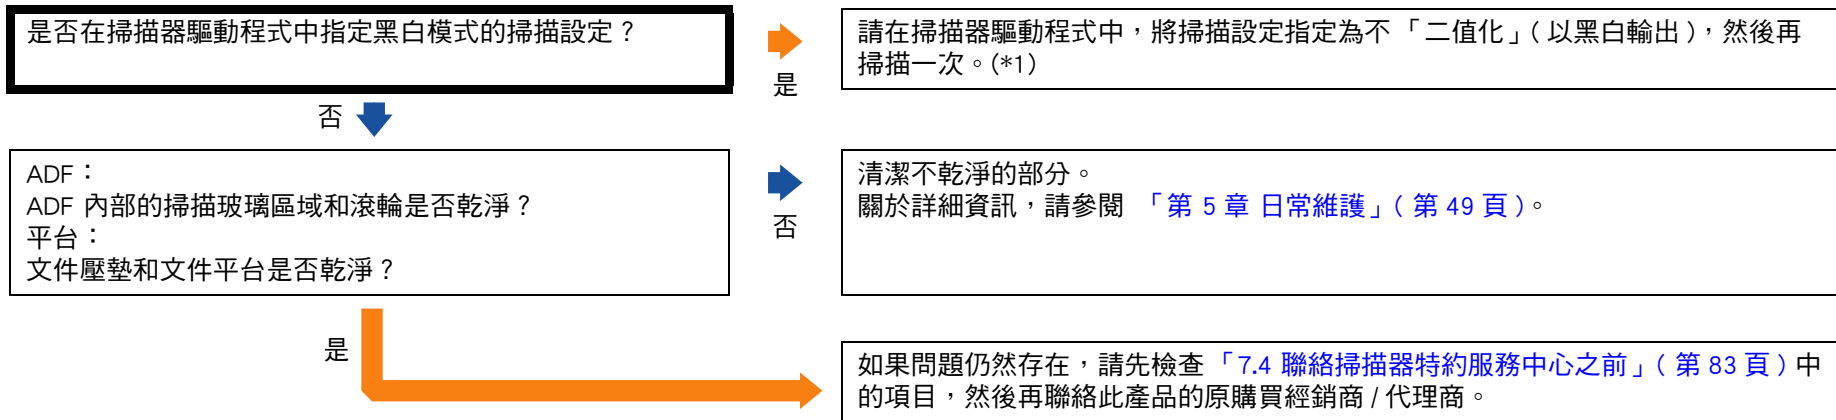 是否在掃描器驅動程式中指定黑白模式的掃描設定？
是
請在掃描器驅動程式中，將掃描設定指定為不「二值化」( 以黑白輸出 )，然後再
掃描一次。(*1)
否
ADF：
ADF 內部的掃描玻璃區域和滾輪是否乾淨？
平台：
文件壓墊和文件平台是否乾淨？
否
清潔不乾淨的部分。
關於詳細資訊，請參閱 「第 5 章 日常維護」( 第 49 頁 )。
是
如果問題仍然存在，請先檢查「7.4 聯絡掃描器特約服務中心之前」( 第 83 頁 ) 中
的項目，然後再聯絡此產品的原購買經銷商 / 代理商。